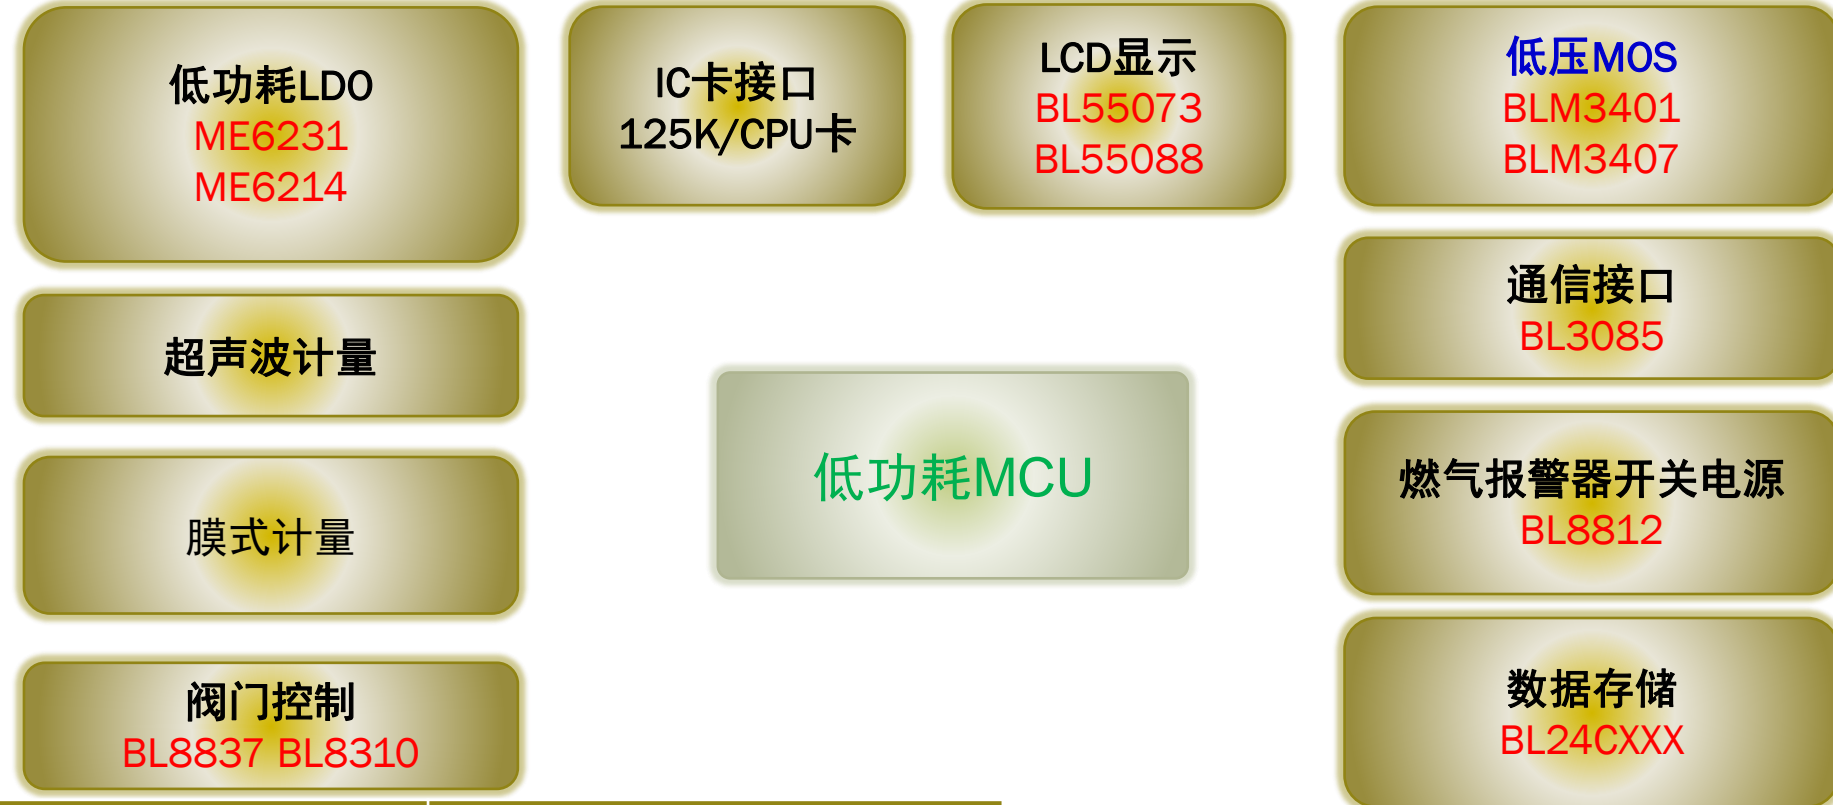 低功耗LDO
ME6231
ME6214
IC卡接口
125K/CPU卡
LCD显示
BL55073
BL55088
低压MOS
BLM3401
BLM3407
超声波计量
通信接口
BL3085
低功耗MCU
膜式计量
燃气报警器开关电源
BL8812
阀门控制
BL8837 BL8310
数据存储
BL24CXXX